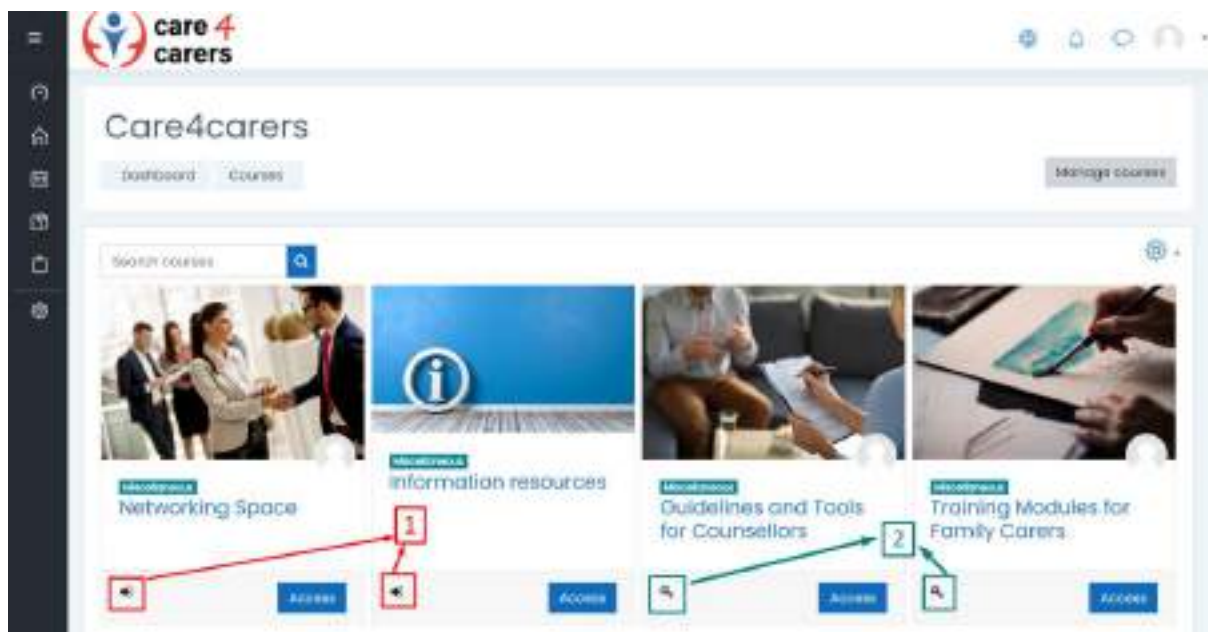 care 4
carers
Care4carers
Dashboard Courses
Manage courses
Search courses
Miscellaneous
Networking Space
Access
Miscellaneous
Information resources
1
Access
Miscellaneous
Guidelines and Tools
for Counsellors
2
Access
Miscellaneous
Training Modules for
Family Carers
Access